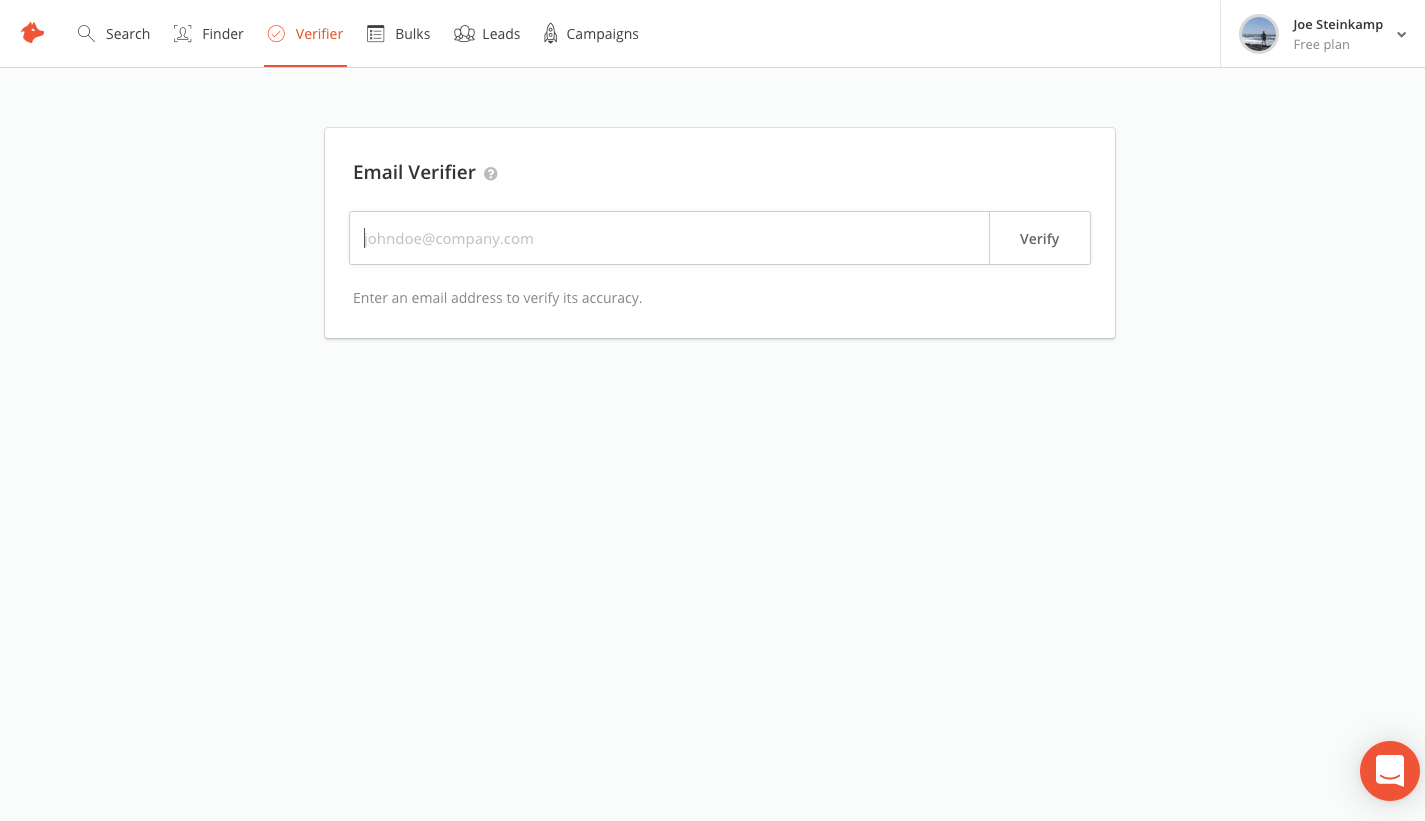 Search Finder Verifier Bulks Leads Campaigns
Joe Steinkamp
Free plan
Email Verifier ?
johndoe@company.com Verify
Enter an email address to verify its accuracy.